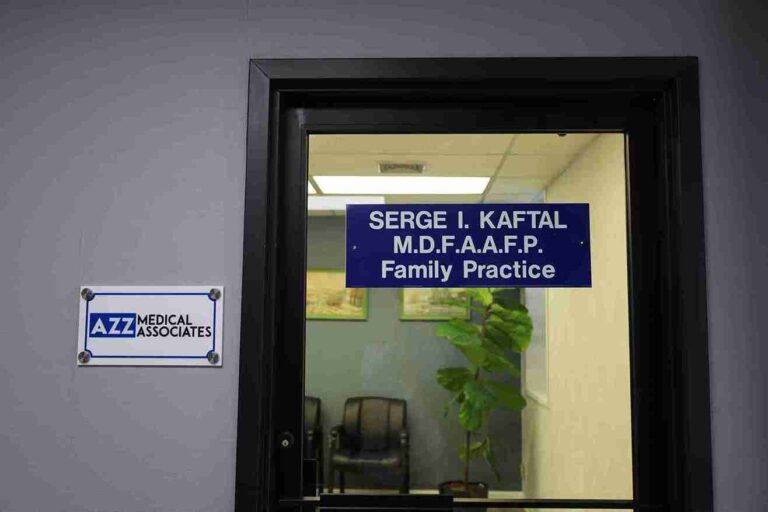 SERGE I. KAFTAL
M.D.F.A.A.F.P.
Family Practice
AZZ MEDICAL
ASSOCIATES